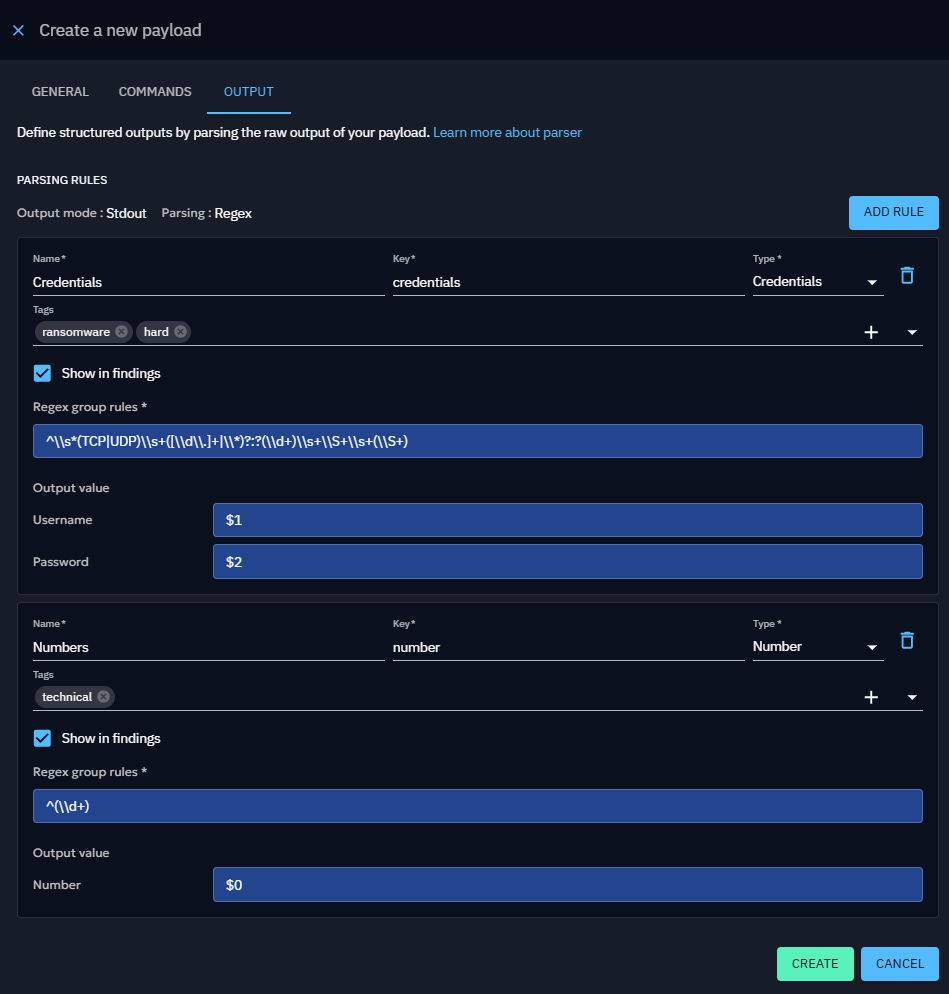 Create a new payload
GENERAL COMMANDS OUTPUT
Define structured outputs by parsing the raw output of your payload. Learn more about parser
PARSING RULES
Output mode : Stdout Parsing : Regex
ADD RULE
Name* Key* Type *
Credentials credentials Credentials
Tags
ransomware hard
Show in findings
Regex group rules *
^\\s*(TCP|UDP)\\s+([\\d\\.]+|\\*)?:?(\\d+)\\s+\\S+\\s+(\\S+)
Output value
Username $1
Password $2
Name* Key* Type *
Numbers number Number
Tags
technical
Show in findings
Regex group rules *
^(\\d+)
Output value
Number $0
CREATE CANCEL